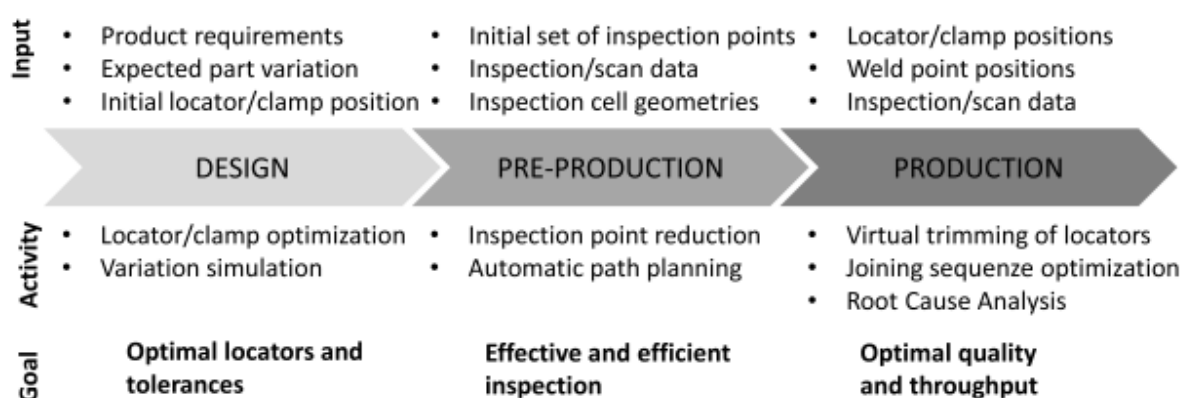 Input
• Product requirements
• Expected part variation
• Initial locator/clamp position
• Initial set of inspection points
• Inspection/scan data
• Inspection cell geometries
• Locator/clamp positions
• Weld point positions
• Inspection/scan data
DESIGN
PRE-PRODUCTION
PRODUCTION
Activity
• Locator/clamp optimization
• Variation simulation
• Inspection point reduction
• Automatic path planning
• Virtual trimming of locators
• Joining sequenze optimization
• Root Cause Analysis
Goal
Optimal locators and
tolerances
Effective and efficient
inspection
Optimal quality
and throughput